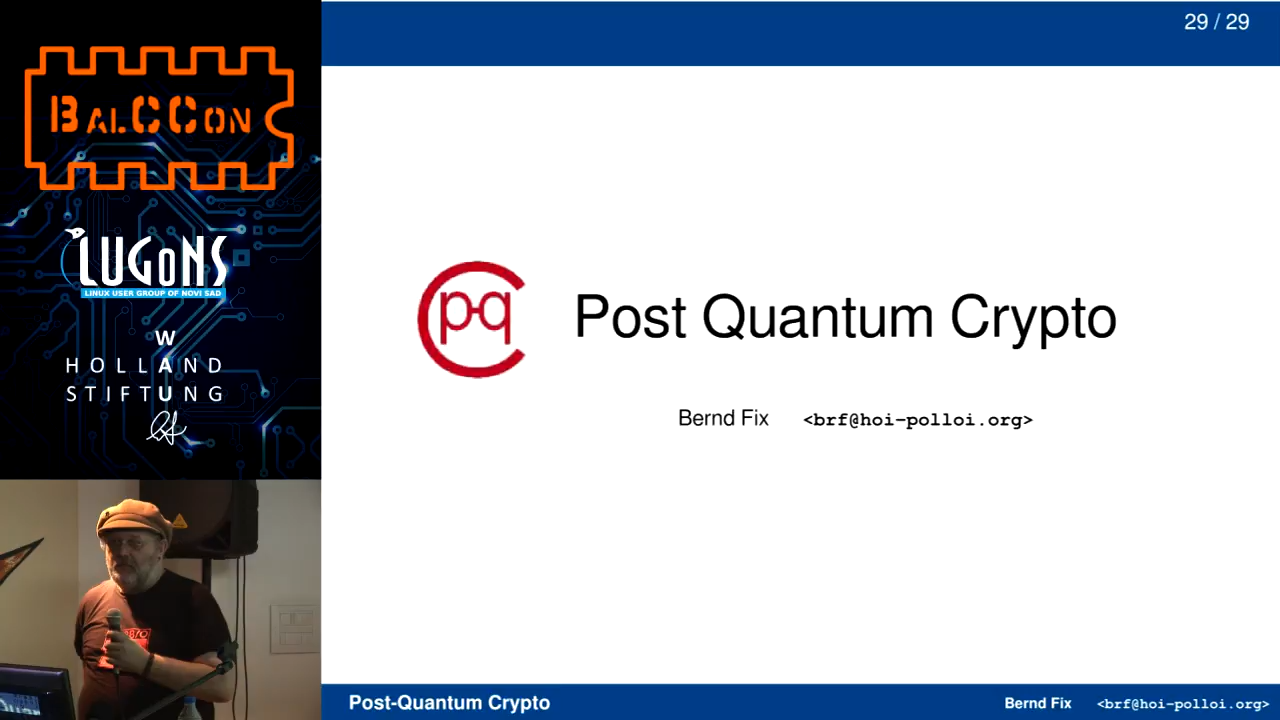 29 / 29
BALCCON
LUGONS
LINUX USER GROUP OF NOVI SAD
W
HOLLAND
A
STIFTUNG
pq
Post Quantum Crypto
Bernd Fix <brf@hoi-polloi.org>
Post-Quantum Crypto
Bernd Fix <brf@hoi-polloi.org>